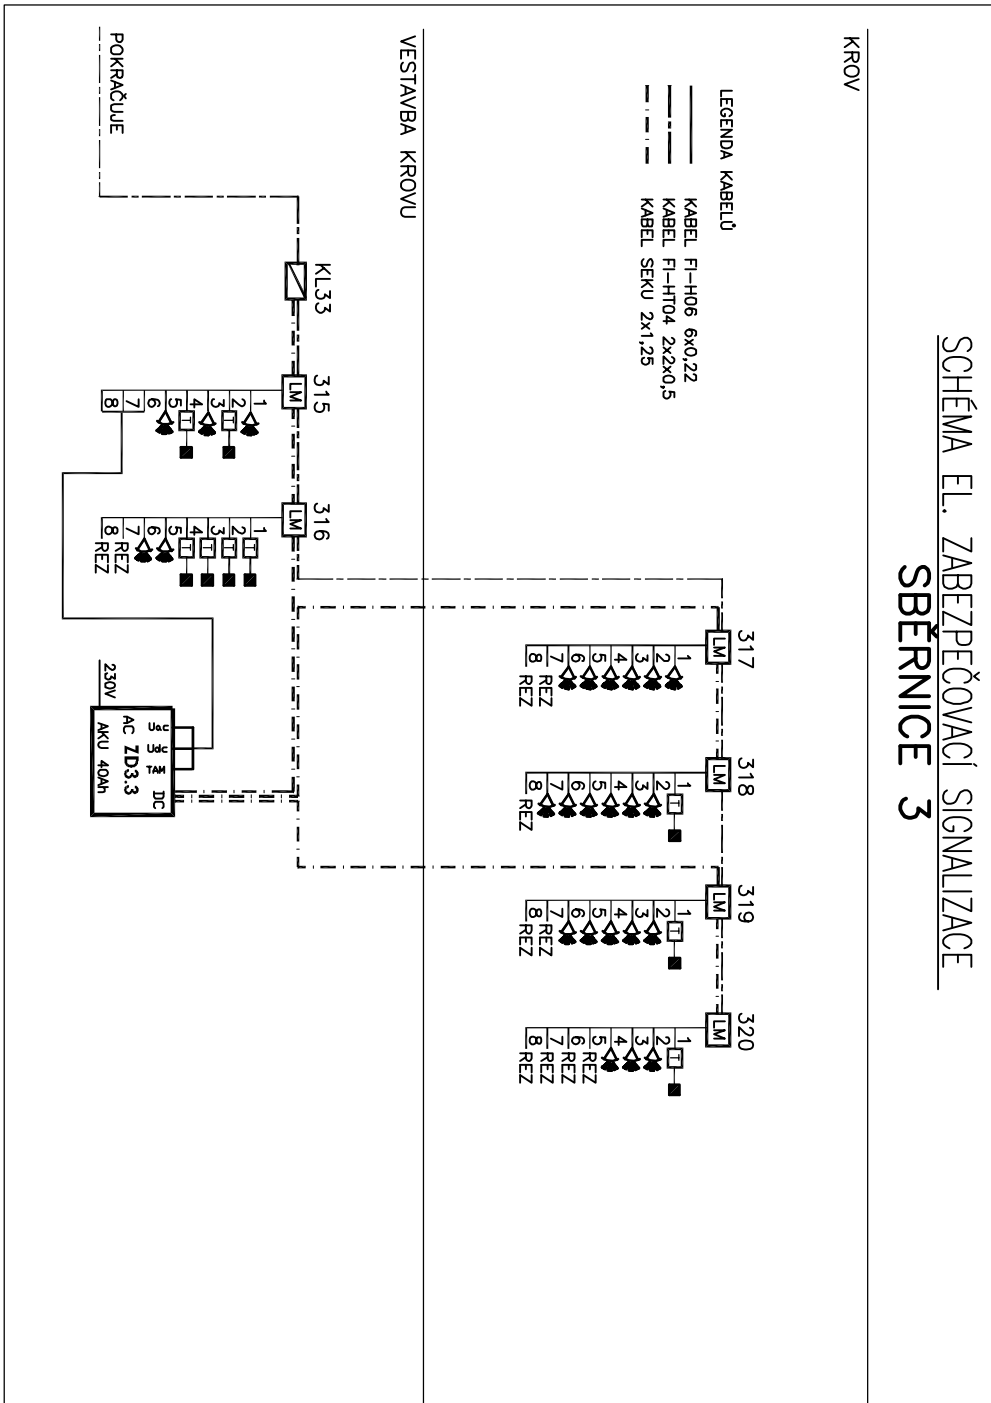 SCHÉMA EL. ZABEZPEČOVACÍ SIGNALIZACE
SBĚRNICE 3
KROV
LEGENDA KABELŮ
KABEL FI-H06 6x0,22
KABEL FI-HT04 2x2x0,5
KABEL SEKU 2x1,25
317
LM
1
2
3
4
5
6
7 REZ
8 REZ
318
LM
1 T
2
3
4
5
6
7
8 REZ
319
LM
1 T
2
3
4
5
6
7 REZ
8 REZ
320
LM
1 T
2
3
4
5 REZ
6 REZ
7 REZ
8 REZ
VESTAVBA KROVU
KL33
315
LM
1
2 T
3
4 T
5
6
7
8
316
LM
1 T
2 T
3 T
4 T
5
6
7 REZ
8 REZ
POKRAČUJE
230V
Uac Udc TAM DC
AC ZD3.3
AKU 40Ah